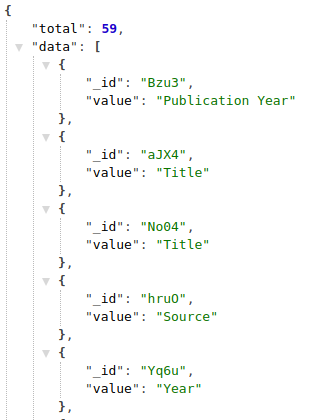 {
"total": 59,
"data": [
{
"_id": "Bzu3",
"value": "Publication Year"
},
{
"_id": "aJX4",
"value": "Title"
},
{
"_id": "No04",
"value": "Title"
},
{
"_id": "hruO",
"value": "Source"
},
{
"_id": "Yq6u",
"value": "Year"
},